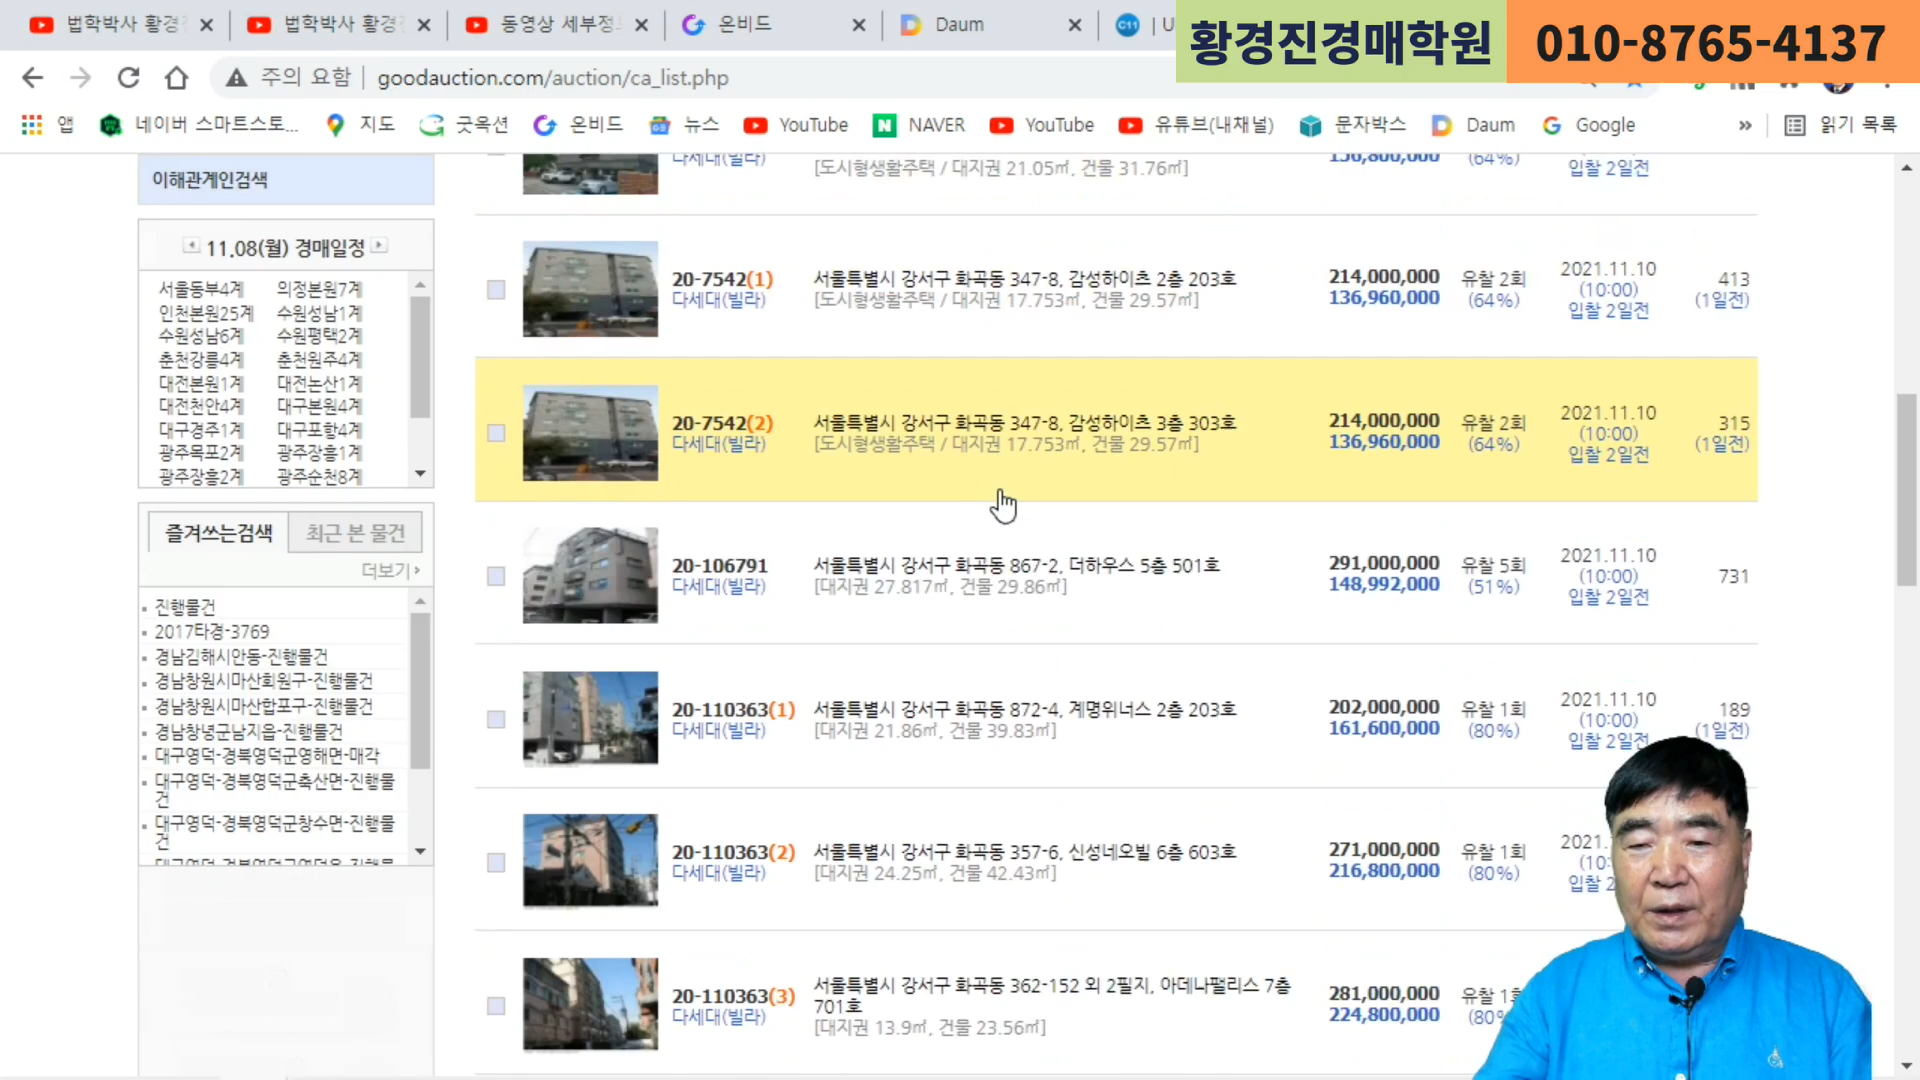 법학박사 황경
법학박사 황경
동영상 세부정
온비드
Daum
황경진경매학원
010-8765-4137
주의 요함
goodauction.com/auction/ca_list.php
앱
네이버 스마트스토...
지도
굿옥션
온비드
뉴스
YouTube
NAVER
YouTube
유튜브(내채널)
문자박스
Daum
Google
»
읽기 목록
이해관계인검색
11.08(월) 경매일정
서울동부4계 의정본원7계
인천본원25계 수원성남1계
수원성남6계 수원평택2계
춘천강릉4계 춘천원주4계
대전본원1계 대전논산1계
대전천안4계 대구본원4계
대구경주1계 대구포항4계
광주목포2계 광주장흥1계
광주장흥2계 광주순천8계
즐겨쓰는검색
최근 본 물건
더보기
진행물건
2017타경-3769
경남김해시안동-진행물건
경남창원시마산회원구-진행물건
경남창원시마산합포구-진행물건
경남창녕군남지읍-진행물건
대구영덕-경북영덕군영해면-매각
대구영덕-경북영덕군축산면-진행물
건
대구영덕-경북영덕군창수면-진행물
건
다세대(빌라)
[도시형생활주택 / 대지권 21.05㎡, 건물 31.76㎡]
136,800,000
(64%)
입찰 2일전
20-7542(1)
다세대(빌라)
서울특별시 강서구 화곡동 347-8, 감성하이츠 2층 203호
[도시형생활주택 / 대지권 17.753㎡, 건물 29.57㎡]
214,000,000
136,960,000
유찰 2회
(64%)
2021.11.10
(10:00)
입찰 2일전
413
(1일전)
20-7542(2)
다세대(빌라)
서울특별시 강서구 화곡동 347-8, 감성하이츠 3층 303호
[도시형생활주택 / 대지권 17.753㎡, 건물 29.57㎡]
214,000,000
136,960,000
유찰 2회
(64%)
2021.11.10
(10:00)
입찰 2일전
315
(1일전)
20-106791
다세대(빌라)
서울특별시 강서구 화곡동 867-2, 더하우스 5층 501호
[대지권 27.817㎡, 건물 29.86㎡]
291,000,000
148,992,000
유찰 5회
(51%)
2021.11.10
(10:00)
입찰 2일전
731
20-110363(1)
다세대(빌라)
서울특별시 강서구 화곡동 872-4, 계명위너스 2층 203호
[대지권 21.86㎡, 건물 39.83㎡]
202,000,000
161,600,000
유찰 1회
(80%)
2021.11.10
(10:00)
입찰 2일전
189
(1일전)
20-110363(2)
다세대(빌라)
서울특별시 강서구 화곡동 357-6, 신성네오빌 6층 603호
[대지권 24.25㎡, 건물 42.43㎡]
271,000,000
216,800,000
유찰 1회
(80%)
2021.
(10:
입찰 2
20-110363(3)
다세대(빌라)
서울특별시 강서구 화곡동 362-152 외 2필지, 아데나팰리스 7층
701호
[대지권 13.9㎡, 건물 23.56㎡]
281,000,000
224,800,000
유찰 1
(80%